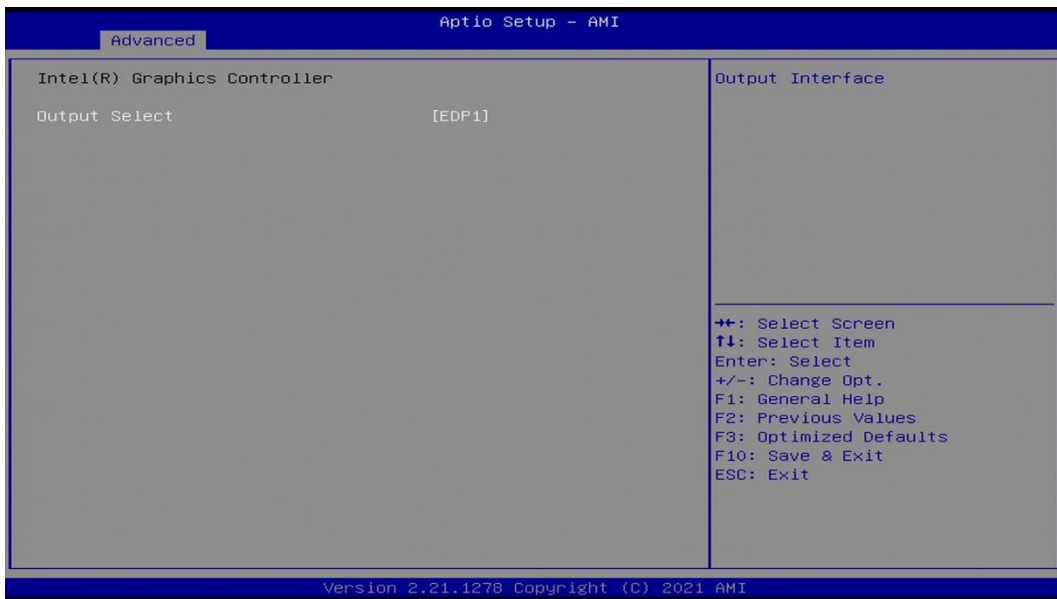 Aptio Setup – AMI
Advanced
Intel(R) Graphics Controller
Output Select [EDP1]
Output Interface
→←: Select Screen
↑↓: Select Item
Enter: Select
+/-: Change Opt.
F1: General Help
F2: Previous Values
F3: Optimized Defaults
F10: Save & Exit
ESC: Exit
Version 2.21.1278 Copyright (C) 2021 AMI